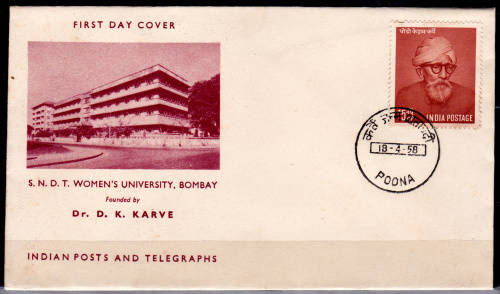 FIRST DAY COVER
S. N. D. T. WOMEN'S UNIVERSITY, BOMBAY
Founded by
Dr. D. K. KARVE
INDIAN POSTS AND TELEGRAPHS
INDIA POSTAGE
18-4-58
POONA